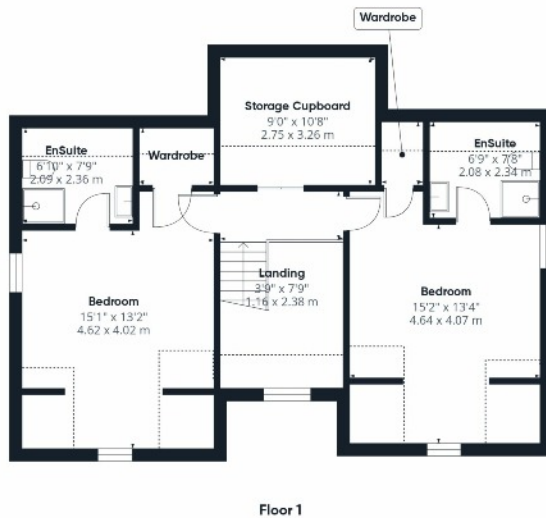 Wardrobe
Storage Cupboard
9'0" x 10'8"
2.75 x 3.26 m
EnSuite
6'10" x 7'9"
2.09 x 2.36 m
Wardrobe
EnSuite
6'9" x 7'8"
2.08 x 2.34 m
Bedroom
15'1" x 13'2"
4.62 x 4.02 m
Landing
3'9" x 7'9"
1.16 x 2.38 m
Bedroom
15'2" x 13'4"
4.64 x 4.07 m
Floor 1